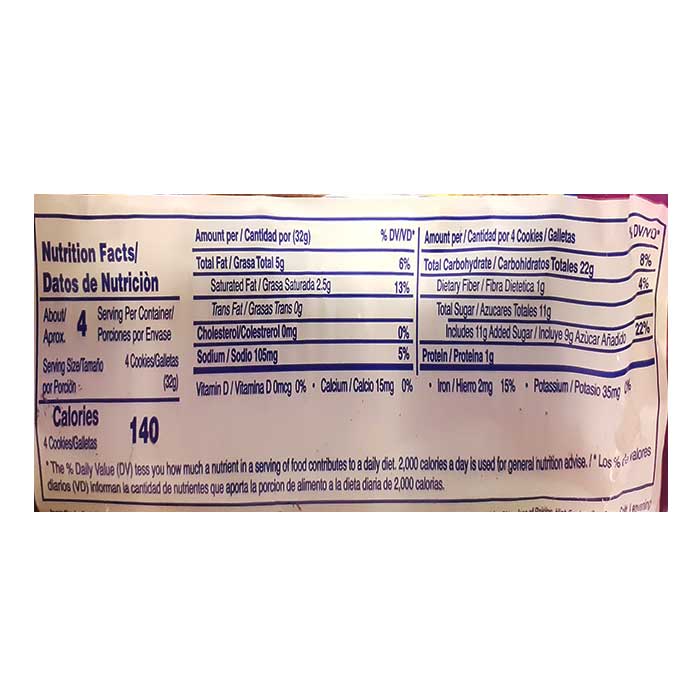 Nutrition Facts/
Datos de Nutriciòn
About/
Aprox. 4 Serving Per Container/
Porciones por Envase
Serving Size/Tamaño
por Porciòn 4 Cookies/Galletas
(32g)
Calories
4 Cookies/Galletas 140
Amount per / Cantidad por (32g) % DV/VD*
Total Fat / Grasa Total 5g 6%
Saturated Fat / Grasa Saturada 2.5g 13%
Trans Fat / Grasas Trans 0g
Cholesterol/Colestrerol 0mg 0%
Sodium / Sodio 105mg 5%
Vitamin D / Vitamina D 0mcg 0% • Calcium / Calcio 15mg 0%
Amount per / Cantidad por 4 Cookies / Galletas % DV/VD*
Total Carbohydrate / Carbohidratos Totales 22g 8%
Dietary Fiber / Fibra Dietetica 1g 4%
Total Sugar / Azucares Totales 11g
Includes 11g Added Sugar / Incluye 9g Azùcar Añadido 22%
Protein / Proteina 1g
• Iron / Hierro 2mg 15% • Potassium / Potasio 35mg 0%
* The % Daily Value (DV) tess you how much a nutrient in a serving of food contributes to a daily diet. 2,000 calories a day is used for general nutrition advise. / * Los % de valores
diarios (VD) informan la cantidad de nutrientes que aporta la porcion de alimento a la dieta diaria de 2,000 calorias.